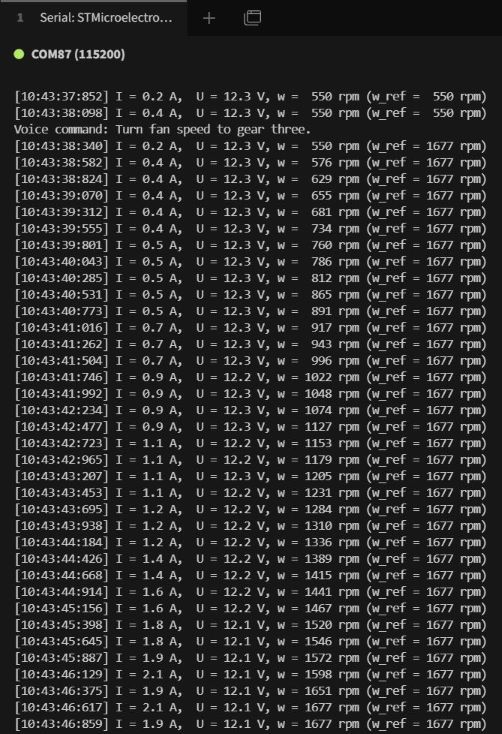 1 Serial: STMicroelectro...
COM87 (115200)
[10:43:37:852] I = 0.2 A,  U = 12.3 V, w =  550 rpm (w_ref =  550 rpm)
[10:43:38:098] I = 0.4 A,  U = 12.3 V, w =  550 rpm (w_ref =  550 rpm)
Voice command: Turn fan speed to gear three.
[10:43:38:340] I = 0.2 A,  U = 12.3 V, w =  550 rpm (w_ref = 1677 rpm)
[10:43:38:582] I = 0.4 A,  U = 12.3 V, w =  576 rpm (w_ref = 1677 rpm)
[10:43:38:824] I = 0.4 A,  U = 12.3 V, w =  629 rpm (w_ref = 1677 rpm)
[10:43:39:070] I = 0.4 A,  U = 12.3 V, w =  655 rpm (w_ref = 1677 rpm)
[10:43:39:312] I = 0.4 A,  U = 12.3 V, w =  681 rpm (w_ref = 1677 rpm)
[10:43:39:555] I = 0.4 A,  U = 12.3 V, w =  734 rpm (w_ref = 1677 rpm)
[10:43:39:801] I = 0.5 A,  U = 12.3 V, w =  760 rpm (w_ref = 1677 rpm)
[10:43:40:043] I = 0.5 A,  U = 12.3 V, w =  786 rpm (w_ref = 1677 rpm)
[10:43:40:285] I = 0.5 A,  U = 12.3 V, w =  812 rpm (w_ref = 1677 rpm)
[10:43:40:531] I = 0.5 A,  U = 12.3 V, w =  865 rpm (w_ref = 1677 rpm)
[10:43:40:773] I = 0.5 A,  U = 12.3 V, w =  891 rpm (w_ref = 1677 rpm)
[10:43:41:016] I = 0.7 A,  U = 12.3 V, w =  917 rpm (w_ref = 1677 rpm)
[10:43:41:262] I = 0.7 A,  U = 12.3 V, w =  943 rpm (w_ref = 1677 rpm)
[10:43:41:504] I = 0.7 A,  U = 12.3 V, w =  996 rpm (w_ref = 1677 rpm)
[10:43:41:746] I = 0.9 A,  U = 12.2 V, w = 1022 rpm (w_ref = 1677 rpm)
[10:43:41:992] I = 0.9 A,  U = 12.3 V, w = 1048 rpm (w_ref = 1677 rpm)
[10:43:42:234] I = 0.9 A,  U = 12.3 V, w = 1074 rpm (w_ref = 1677 rpm)
[10:43:42:477] I = 0.9 A,  U = 12.3 V, w = 1127 rpm (w_ref = 1677 rpm)
[10:43:42:723] I = 1.1 A,  U = 12.2 V, w = 1153 rpm (w_ref = 1677 rpm)
[10:43:42:965] I = 1.1 A,  U = 12.2 V, w = 1179 rpm (w_ref = 1677 rpm)
[10:43:43:207] I = 1.1 A,  U = 12.3 V, w = 1205 rpm (w_ref = 1677 rpm)
[10:43:43:453] I = 1.1 A,  U = 12.2 V, w = 1231 rpm (w_ref = 1677 rpm)
[10:43:43:695] I = 1.2 A,  U = 12.2 V, w = 1284 rpm (w_ref = 1677 rpm)
[10:43:43:938] I = 1.2 A,  U = 12.2 V, w = 1310 rpm (w_ref = 1677 rpm)
[10:43:44:184] I = 1.2 A,  U = 12.2 V, w = 1336 rpm (w_ref = 1677 rpm)
[10:43:44:426] I = 1.4 A,  U = 12.2 V, w = 1389 rpm (w_ref = 1677 rpm)
[10:43:44:668] I = 1.4 A,  U = 12.2 V, w = 1415 rpm (w_ref = 1677 rpm)
[10:43:44:914] I = 1.6 A,  U = 12.2 V, w = 1441 rpm (w_ref = 1677 rpm)
[10:43:45:156] I = 1.6 A,  U = 12.2 V, w = 1467 rpm (w_ref = 1677 rpm)
[10:43:45:398] I = 1.8 A,  U = 12.1 V, w = 1520 rpm (w_ref = 1677 rpm)
[10:43:45:645] I = 1.8 A,  U = 12.1 V, w = 1546 rpm (w_ref = 1677 rpm)
[10:43:45:887] I = 1.9 A,  U = 12.1 V, w = 1572 rpm (w_ref = 1677 rpm)
[10:43:46:129] I = 2.1 A,  U = 12.1 V, w = 1598 rpm (w_ref = 1677 rpm)
[10:43:46:375] I = 1.9 A,  U = 12.1 V, w = 1651 rpm (w_ref = 1677 rpm)
[10:43:46:617] I = 2.1 A,  U = 12.1 V, w = 1677 rpm (w_ref = 1677 rpm)
[10:43:46:859] I = 1.9 A,  U = 12.1 V, w = 1677 rpm (w_ref = 1677 rpm)